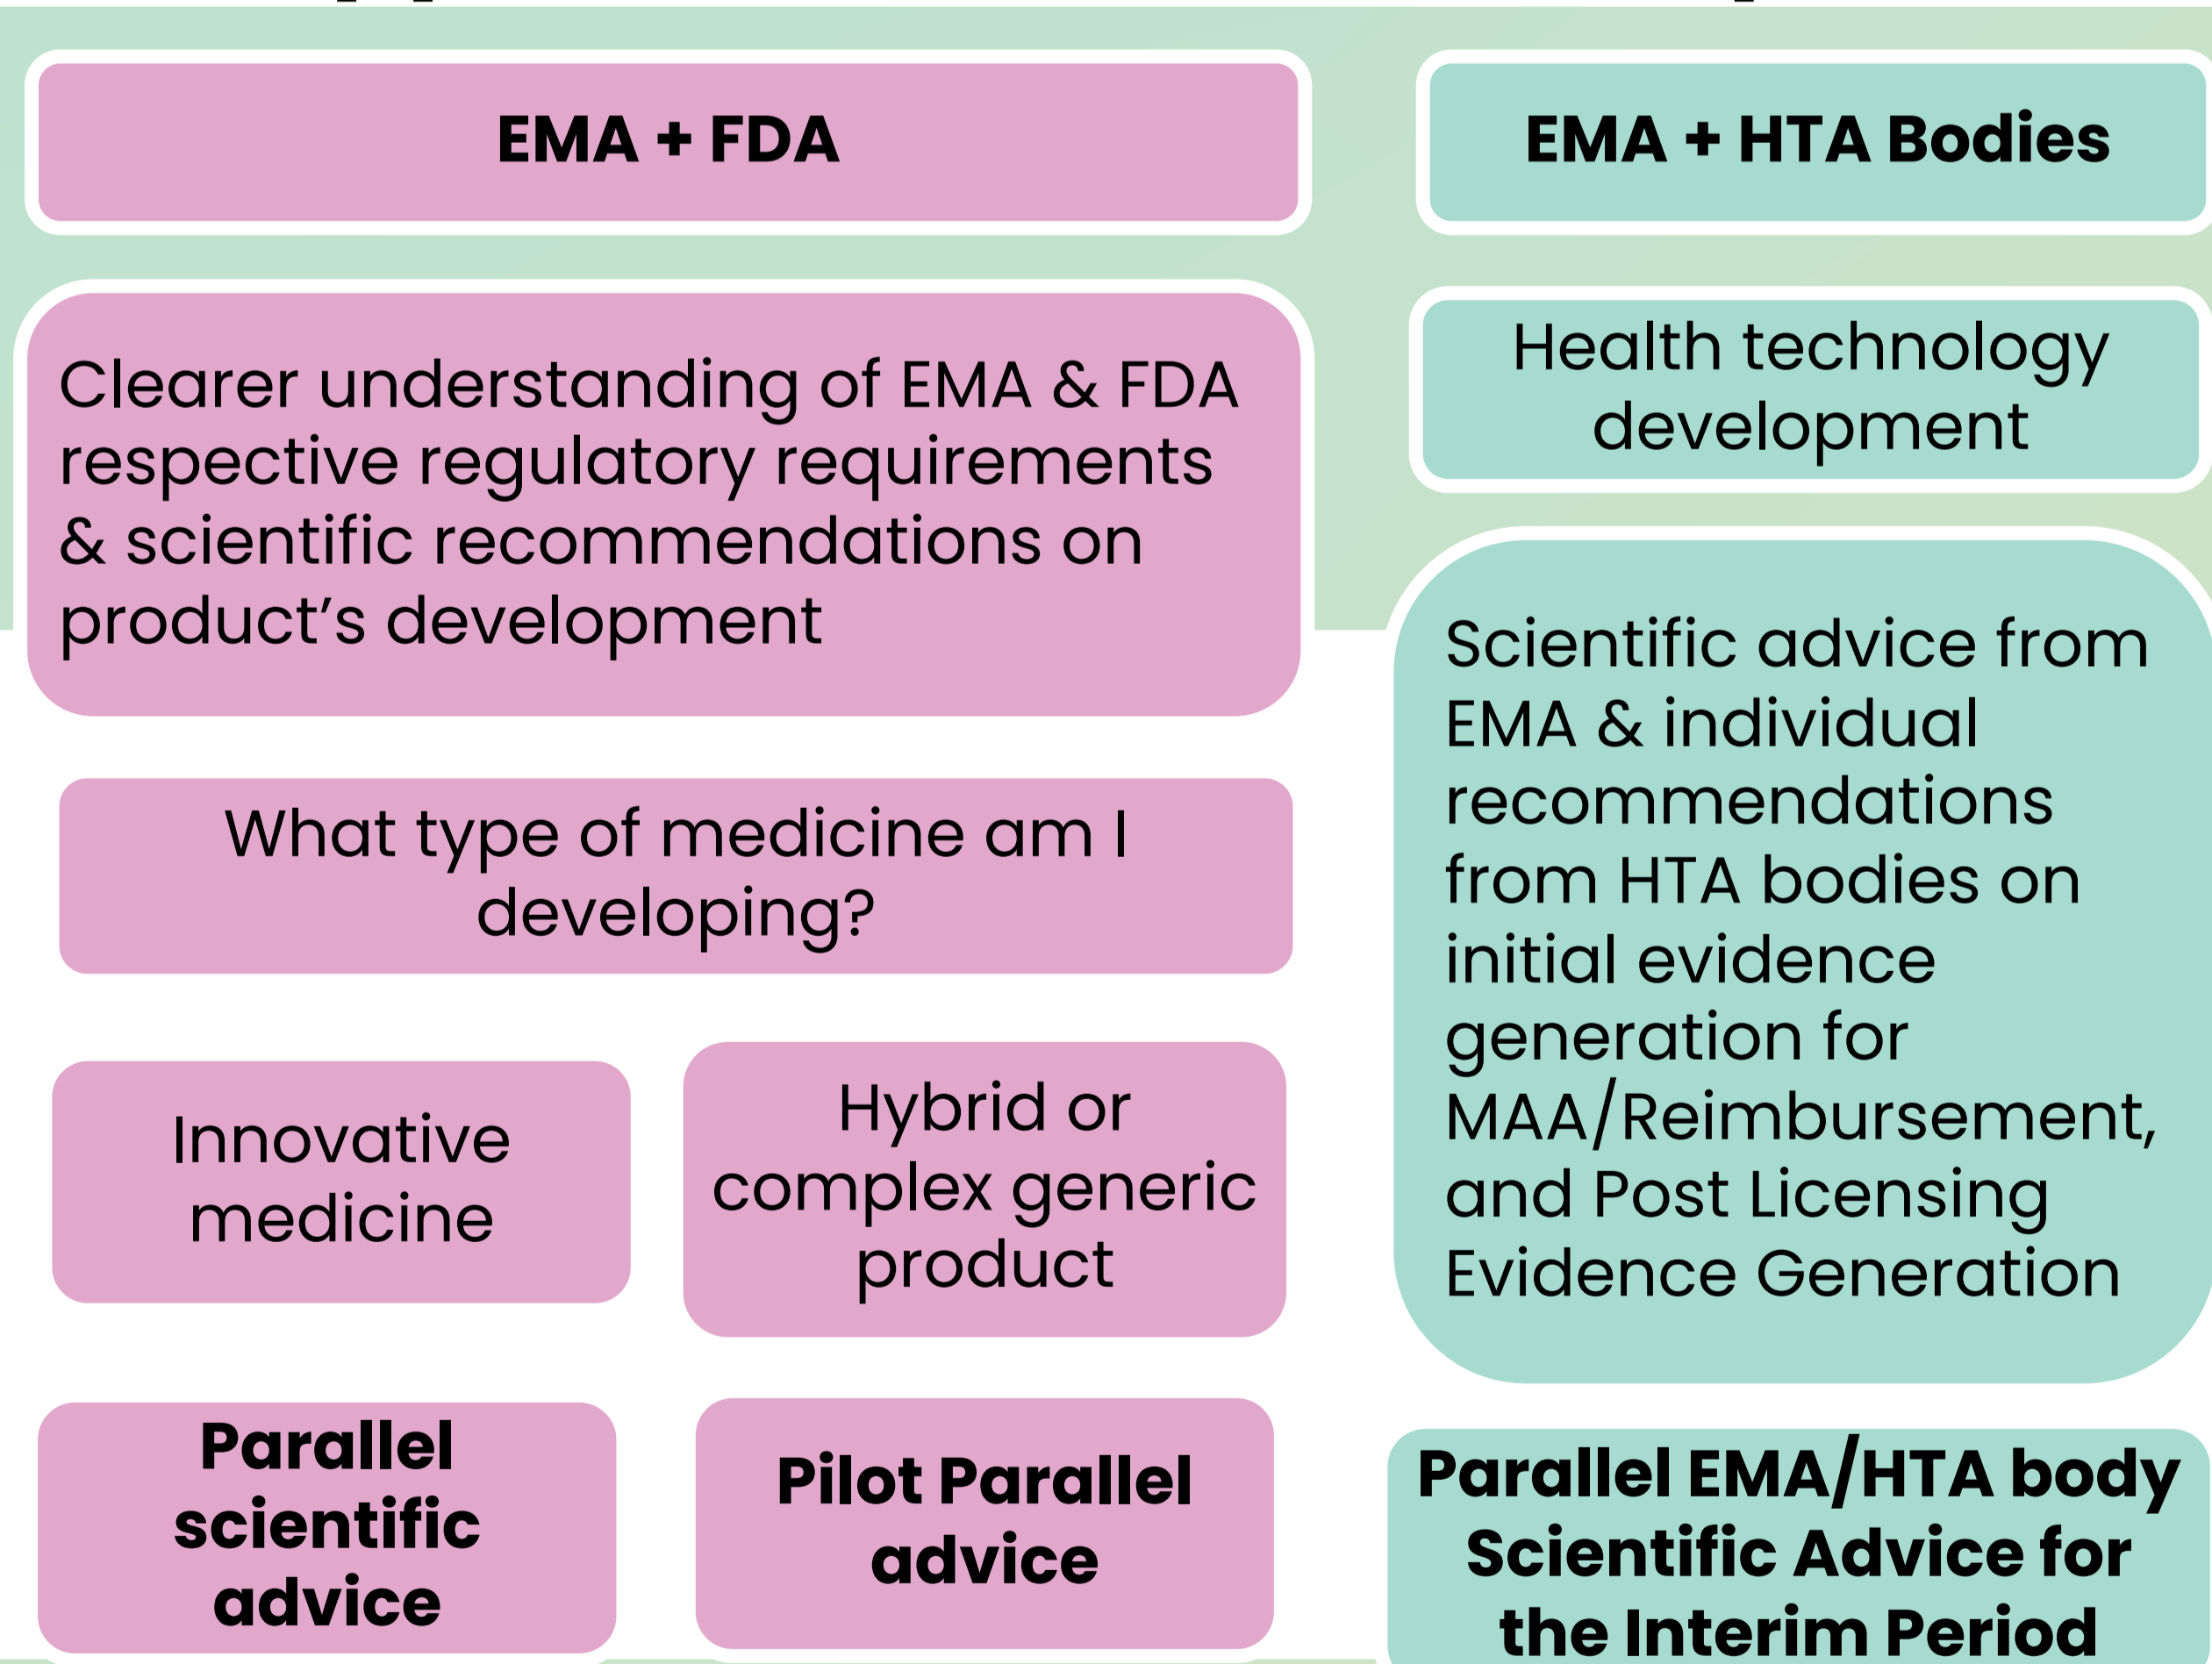 EMA + FDA
Clearer understanding of EMA & FDA
respective regulatory requirements
& scientific recommendations on
product’s development
What type of medicine am I
developing?
Innovative
medicine
Hybrid or
complex generic
product
Parallel
scientific
advice
Pilot Parallel
advice
EMA + HTA Bodies
Health technology
development
Scientific advice from
EMA & individual
recommendations
from HTA bodies on
initial evidence
generation for
MAA/Reimbursement,
and Post Licensing
Evidence Generation
Parallel EMA/HTA body
Scientific Advice for
the Interim Period